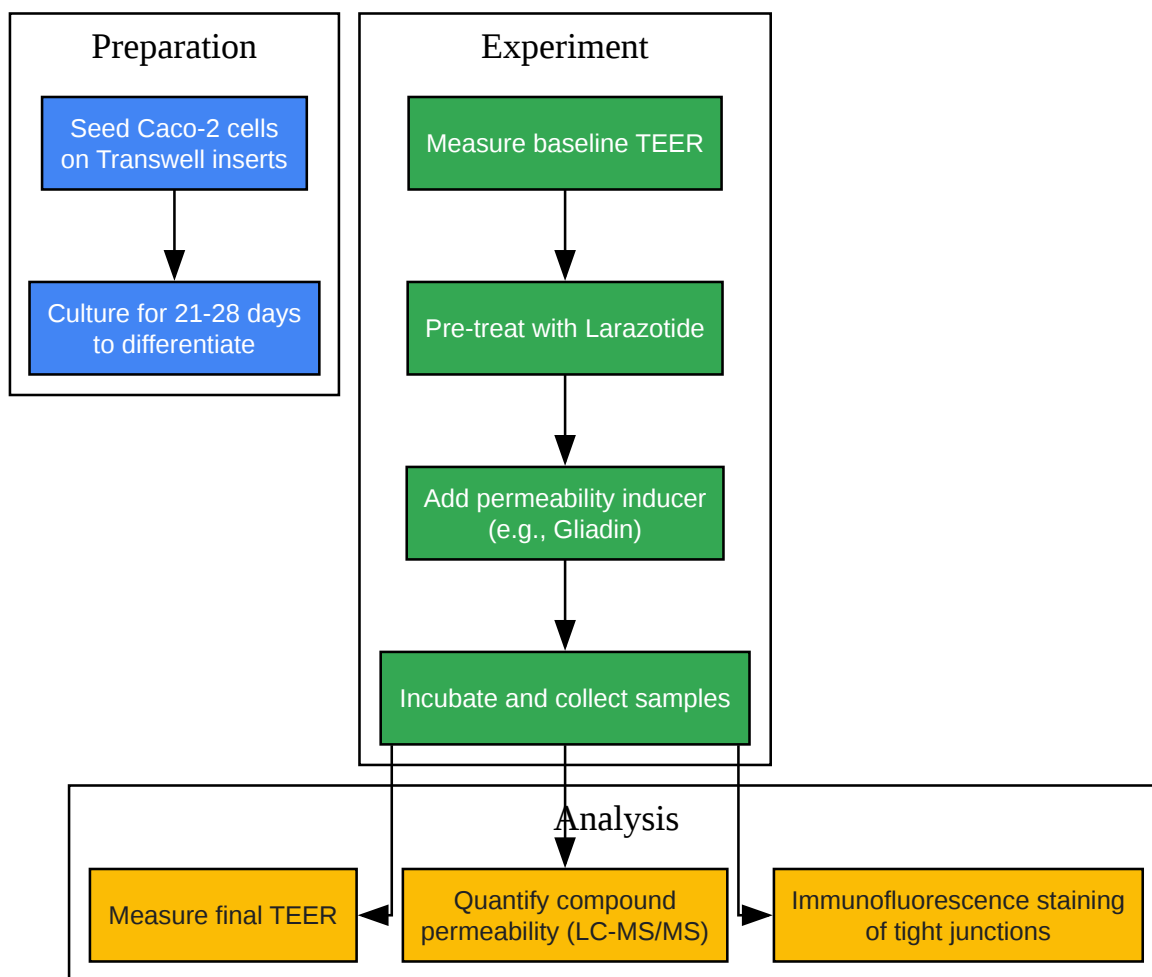 Preparation
Seed Caco-2 cells
on Transwell inserts
Culture for 21-28 days
to differentiate
Experiment
Measure baseline TEER
Pre-treat with Larazotide
Add permeability inducer
(e.g., Gliadin)
Incubate and collect samples
Analysis
Measure final TEER
Quantify compound
permeability (LC-MS/MS)
Immunofluorescence staining
of tight junctions